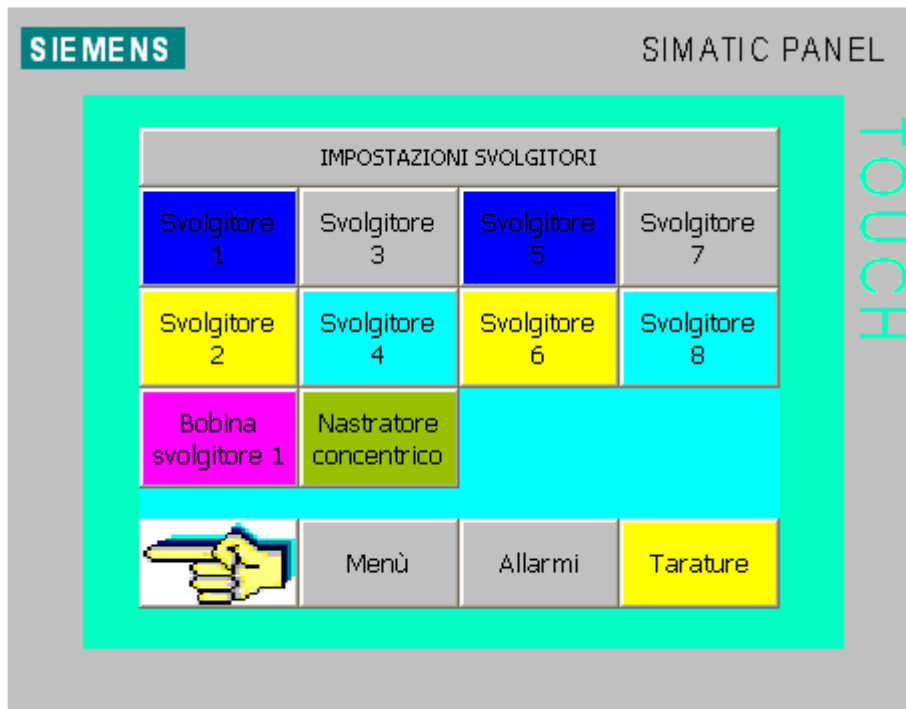 SIEMENS
SIMATIC PANEL
TOUCH
IMPOSTAZIONI SVOLGITORI
Svolgitore
1
Svolgitore
3
Svolgitore
5
Svolgitore
7
Svolgitore
2
Svolgitore
4
Svolgitore
6
Svolgitore
8
Bobina
svolgitore 1
Nastratore
concentrico
Menù
Allarmi
Tarature